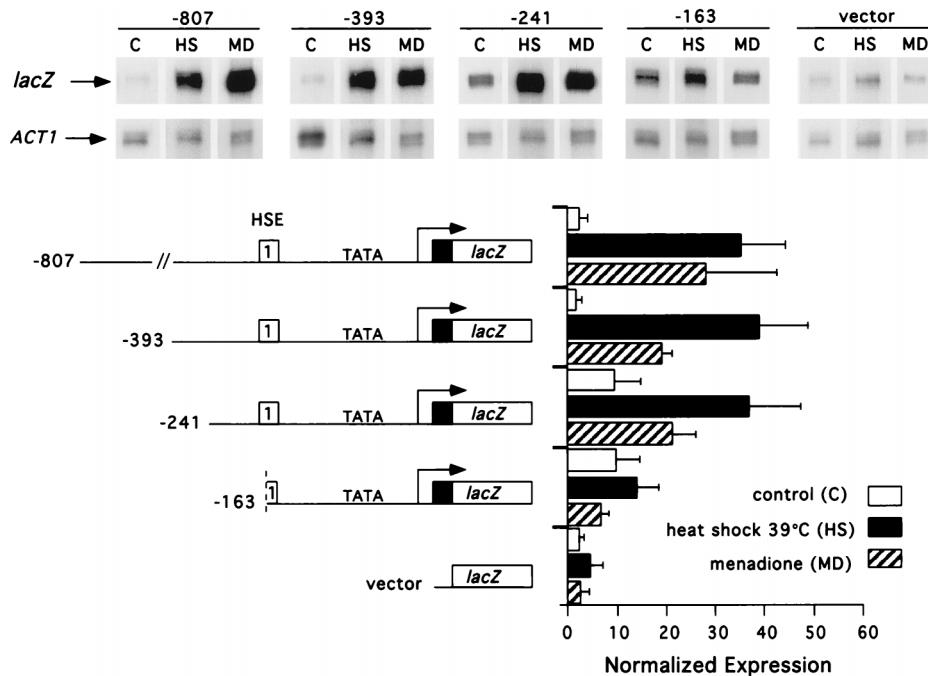 -807 -393 -241 -163 vector
C HS MD C HS MD C HS MD C HS MD C HS MD
lacZ
ACT1
HSE
-807 // 1 TATA lacZ
-393 1 TATA lacZ
-241 1 TATA lacZ
-163 1 TATA lacZ
vector lacZ
control (C)
heat shock 39°C (HS)
menadione (MD)
0 10 20 30 40 50 60
Normalized Expression